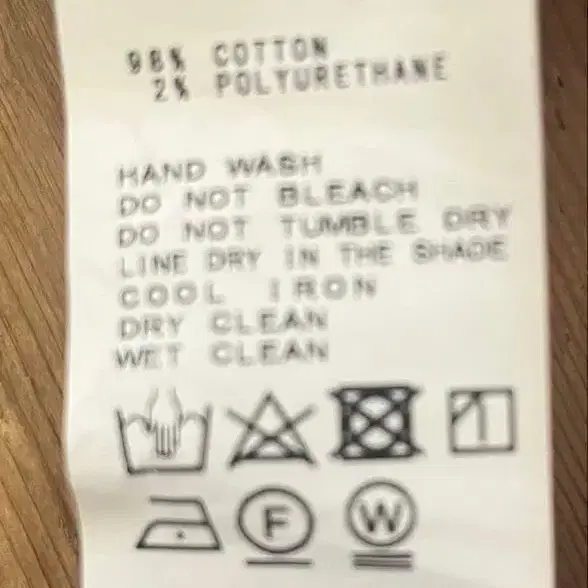 98% COTTON
2% POLYURETHANE
HAND WASH
DO NOT BLEACH
DO NOT TUMBLE DRY
LINE DRY IN THE SHADE
COOL IRON
DRY CLEAN
WET CLEAN
F W